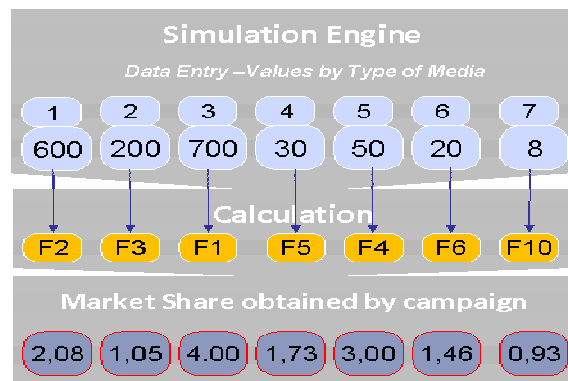 Simulation Engine
Data Entry –Values by Type of Media
1 2 3 4 5 6 7
600 200 700 30 50 20 8
Calculation
F2 F3 F1 F5 F4 F6 F10
Market Share obtained by campaign
2,08 1,05 4.00 1,73 3,00 1,46 0,93